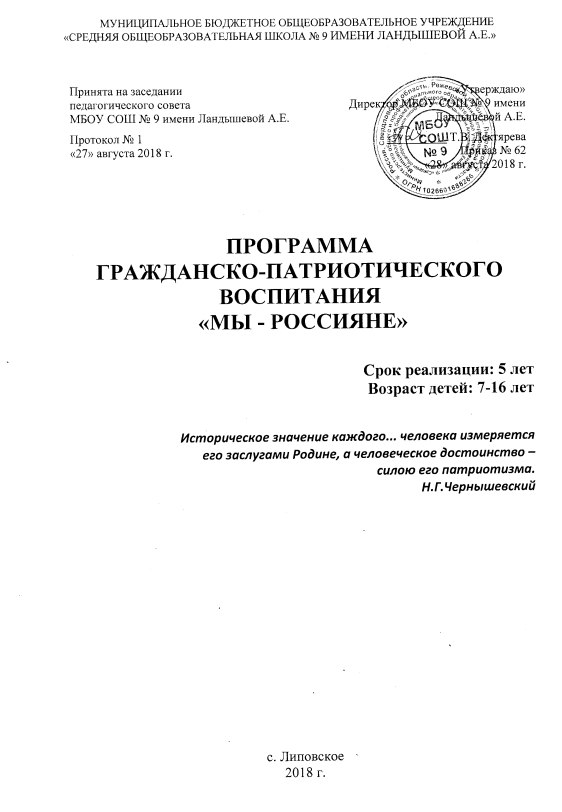 МУНИЦИПАЛЬНОЕ БЮДЖЕТНОЕ ОБЩЕОБРАЗОВАТЕЛЬНОЕ УЧРЕЖДЕНИЕ
«СРЕДНЯЯ ОБЩЕОБРАЗОВАТЕЛЬНАЯ ШКОЛА № 9 ИМЕНИ ЛАНДЫШЕВОЙ А.Е.»
Принята на заседании
педагогического совета
МБОУ СОШ № 9 имени Ландышевой А.Е.
Протокол № 1
«27» августа 2018 г.
Утверждаю»
Директор МБОУ СОШ № 9 имени
Ландышевой А.Е.
Т.В. Дектярева
Приказ № 62
«28» августа 2018 г.
МБОУ
СОШ
№ 9
ОГРН 1026601688266
ПРОГРАММА
ГРАЖДАНСКО-ПАТРИОТИЧЕСКОГО
ВОСПИТАНИЯ
«МЫ - РОССИЯНЕ»
Срок реализации: 5 лет
Возраст детей: 7-16 лет
Историческое значение каждого... человека измеряется
его заслугами Родине, а человеческое достоинство –
силою его патриотизма.
Н.Г.Чернышевский
с. Липовское
2018 г.